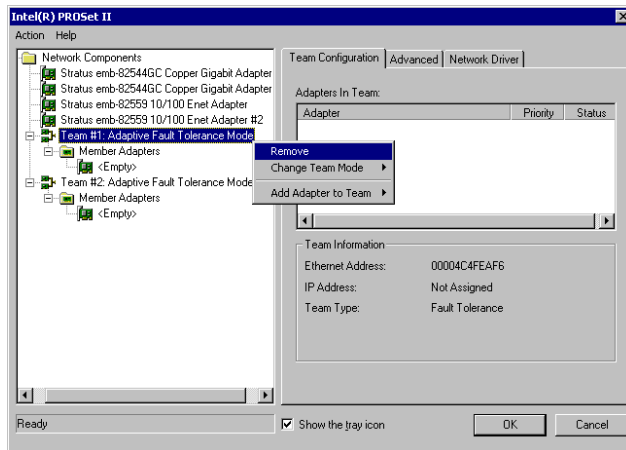 Intel(R) PROSet II
Action Help
Network Components
Stratus emb-82544GC Copper Gigabit Adapter
Stratus emb-82544GC Copper Gigabit Adapter
Stratus emb-82559 10/100 Enet Adapter
Stratus emb-82559 10/100 Enet Adapter #2
Team #1: Adaptive Fault Tolerance Mode
Member Adapters
<Empty>
Team #2: Adaptive Fault Tolerance Mode
Member Adapters
<Empty>
Remove
Change Team Mode
Add Adapter to Team
Team Configuration Advanced Network Driver
Adapters In Team:
Adapter Priority Status
Team Information
Ethernet Address: 00004C4FEAF6
IP Address: Not Assigned
Team Type: Fault Tolerance
Ready
Show the tray icon
OK Cancel